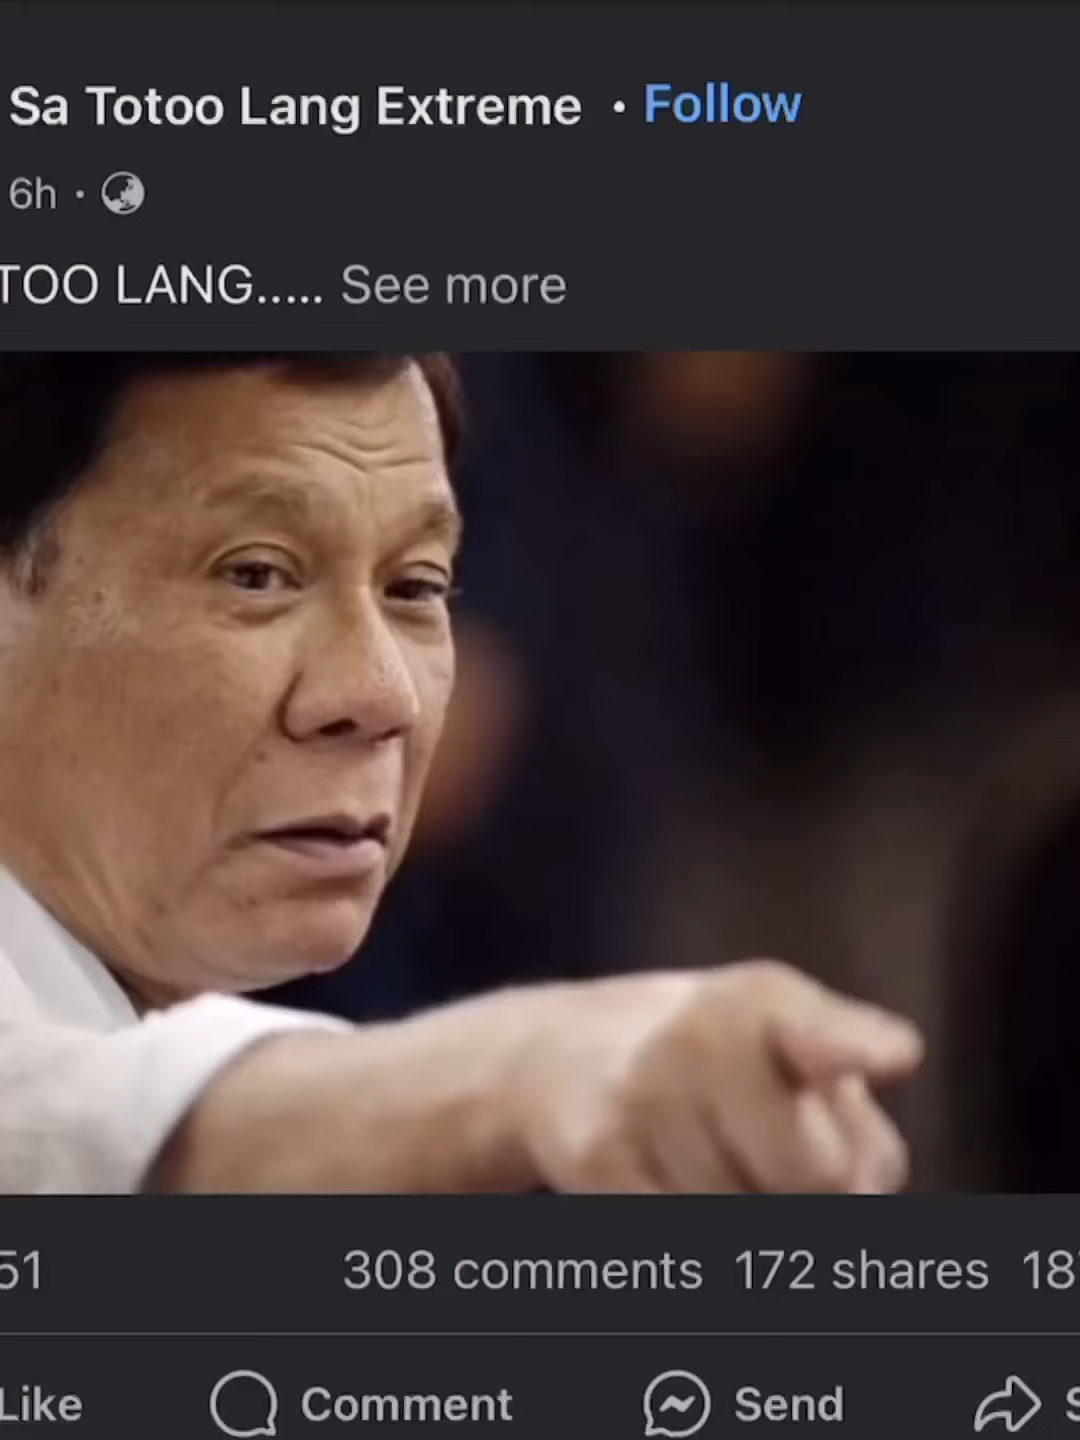 Sa Totoo Lang Extreme · Follow
6h ·
TOO LANG..... See more
51 308 comments 172 shares 18
Like Comment Send S